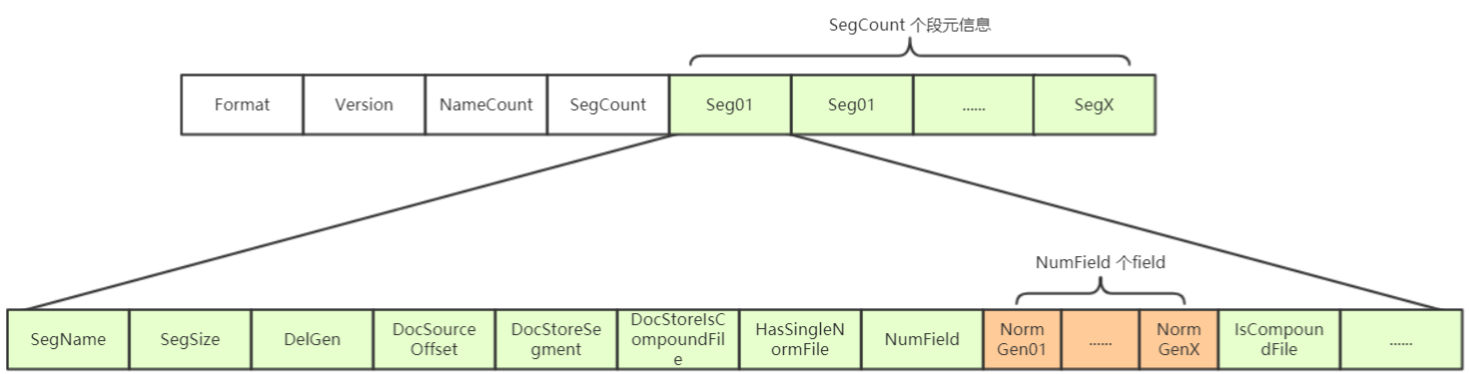 SegCount 个段元信息
Format Version NameCount SegCount Seg01 Seg01 ...... SegX
NumField 个field
SegName SegSize DelGen DocSource
Offset DocStoreSe
gment DocStoreIsC
ompoundFil
e HasSingleN
ormFile NumField Norm
Gen01 ...... Norm
GenX IsCompoun
dFile ......